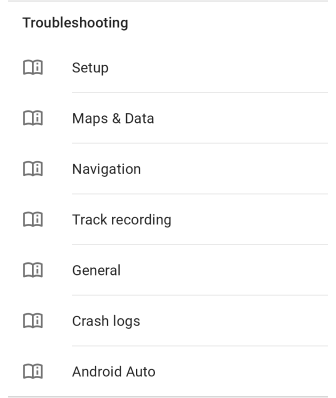 Troubleshooting
Setup
Maps & Data
Navigation
Track recording
General
Crash logs
Android Auto